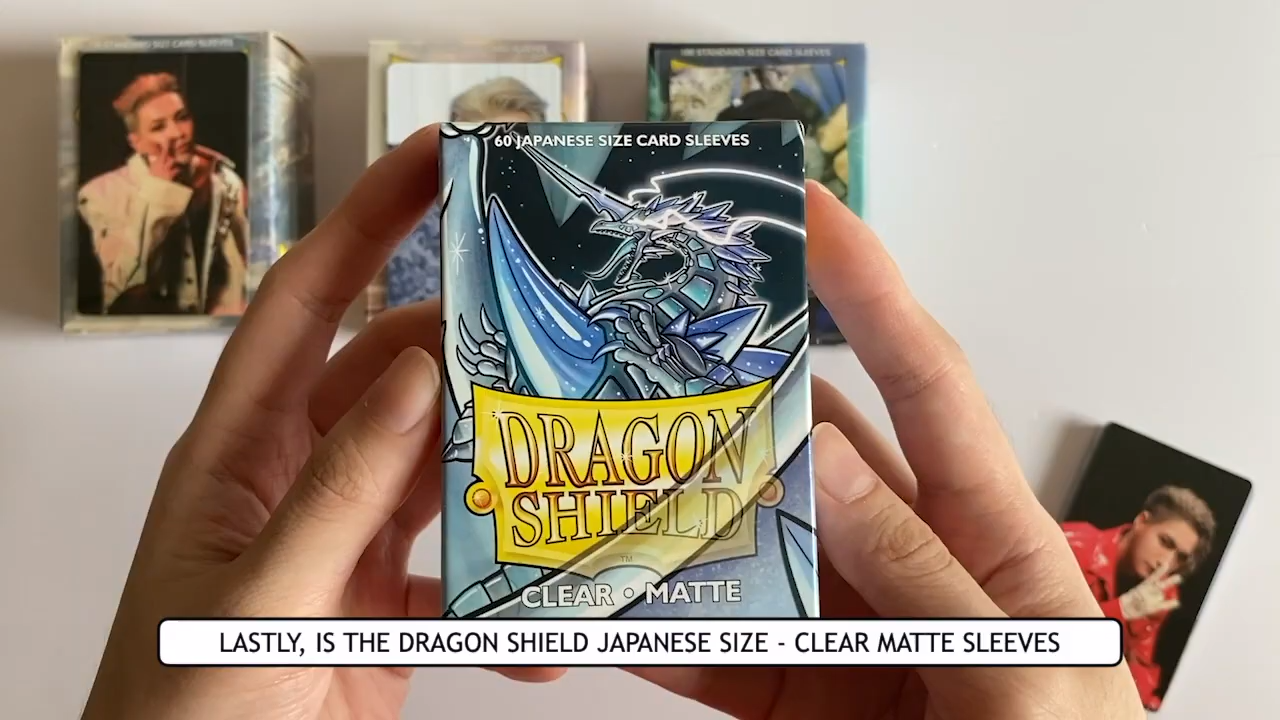 100 STANDARD SIZE CARD SLEEVES
60 JAPANESE SIZE CARD SLEEVES
DRAGON
SHIELD
™
CLEAR • MATTE
LASTLY, IS THE DRAGON SHIELD JAPANESE SIZE - CLEAR MATTE SLEEVES